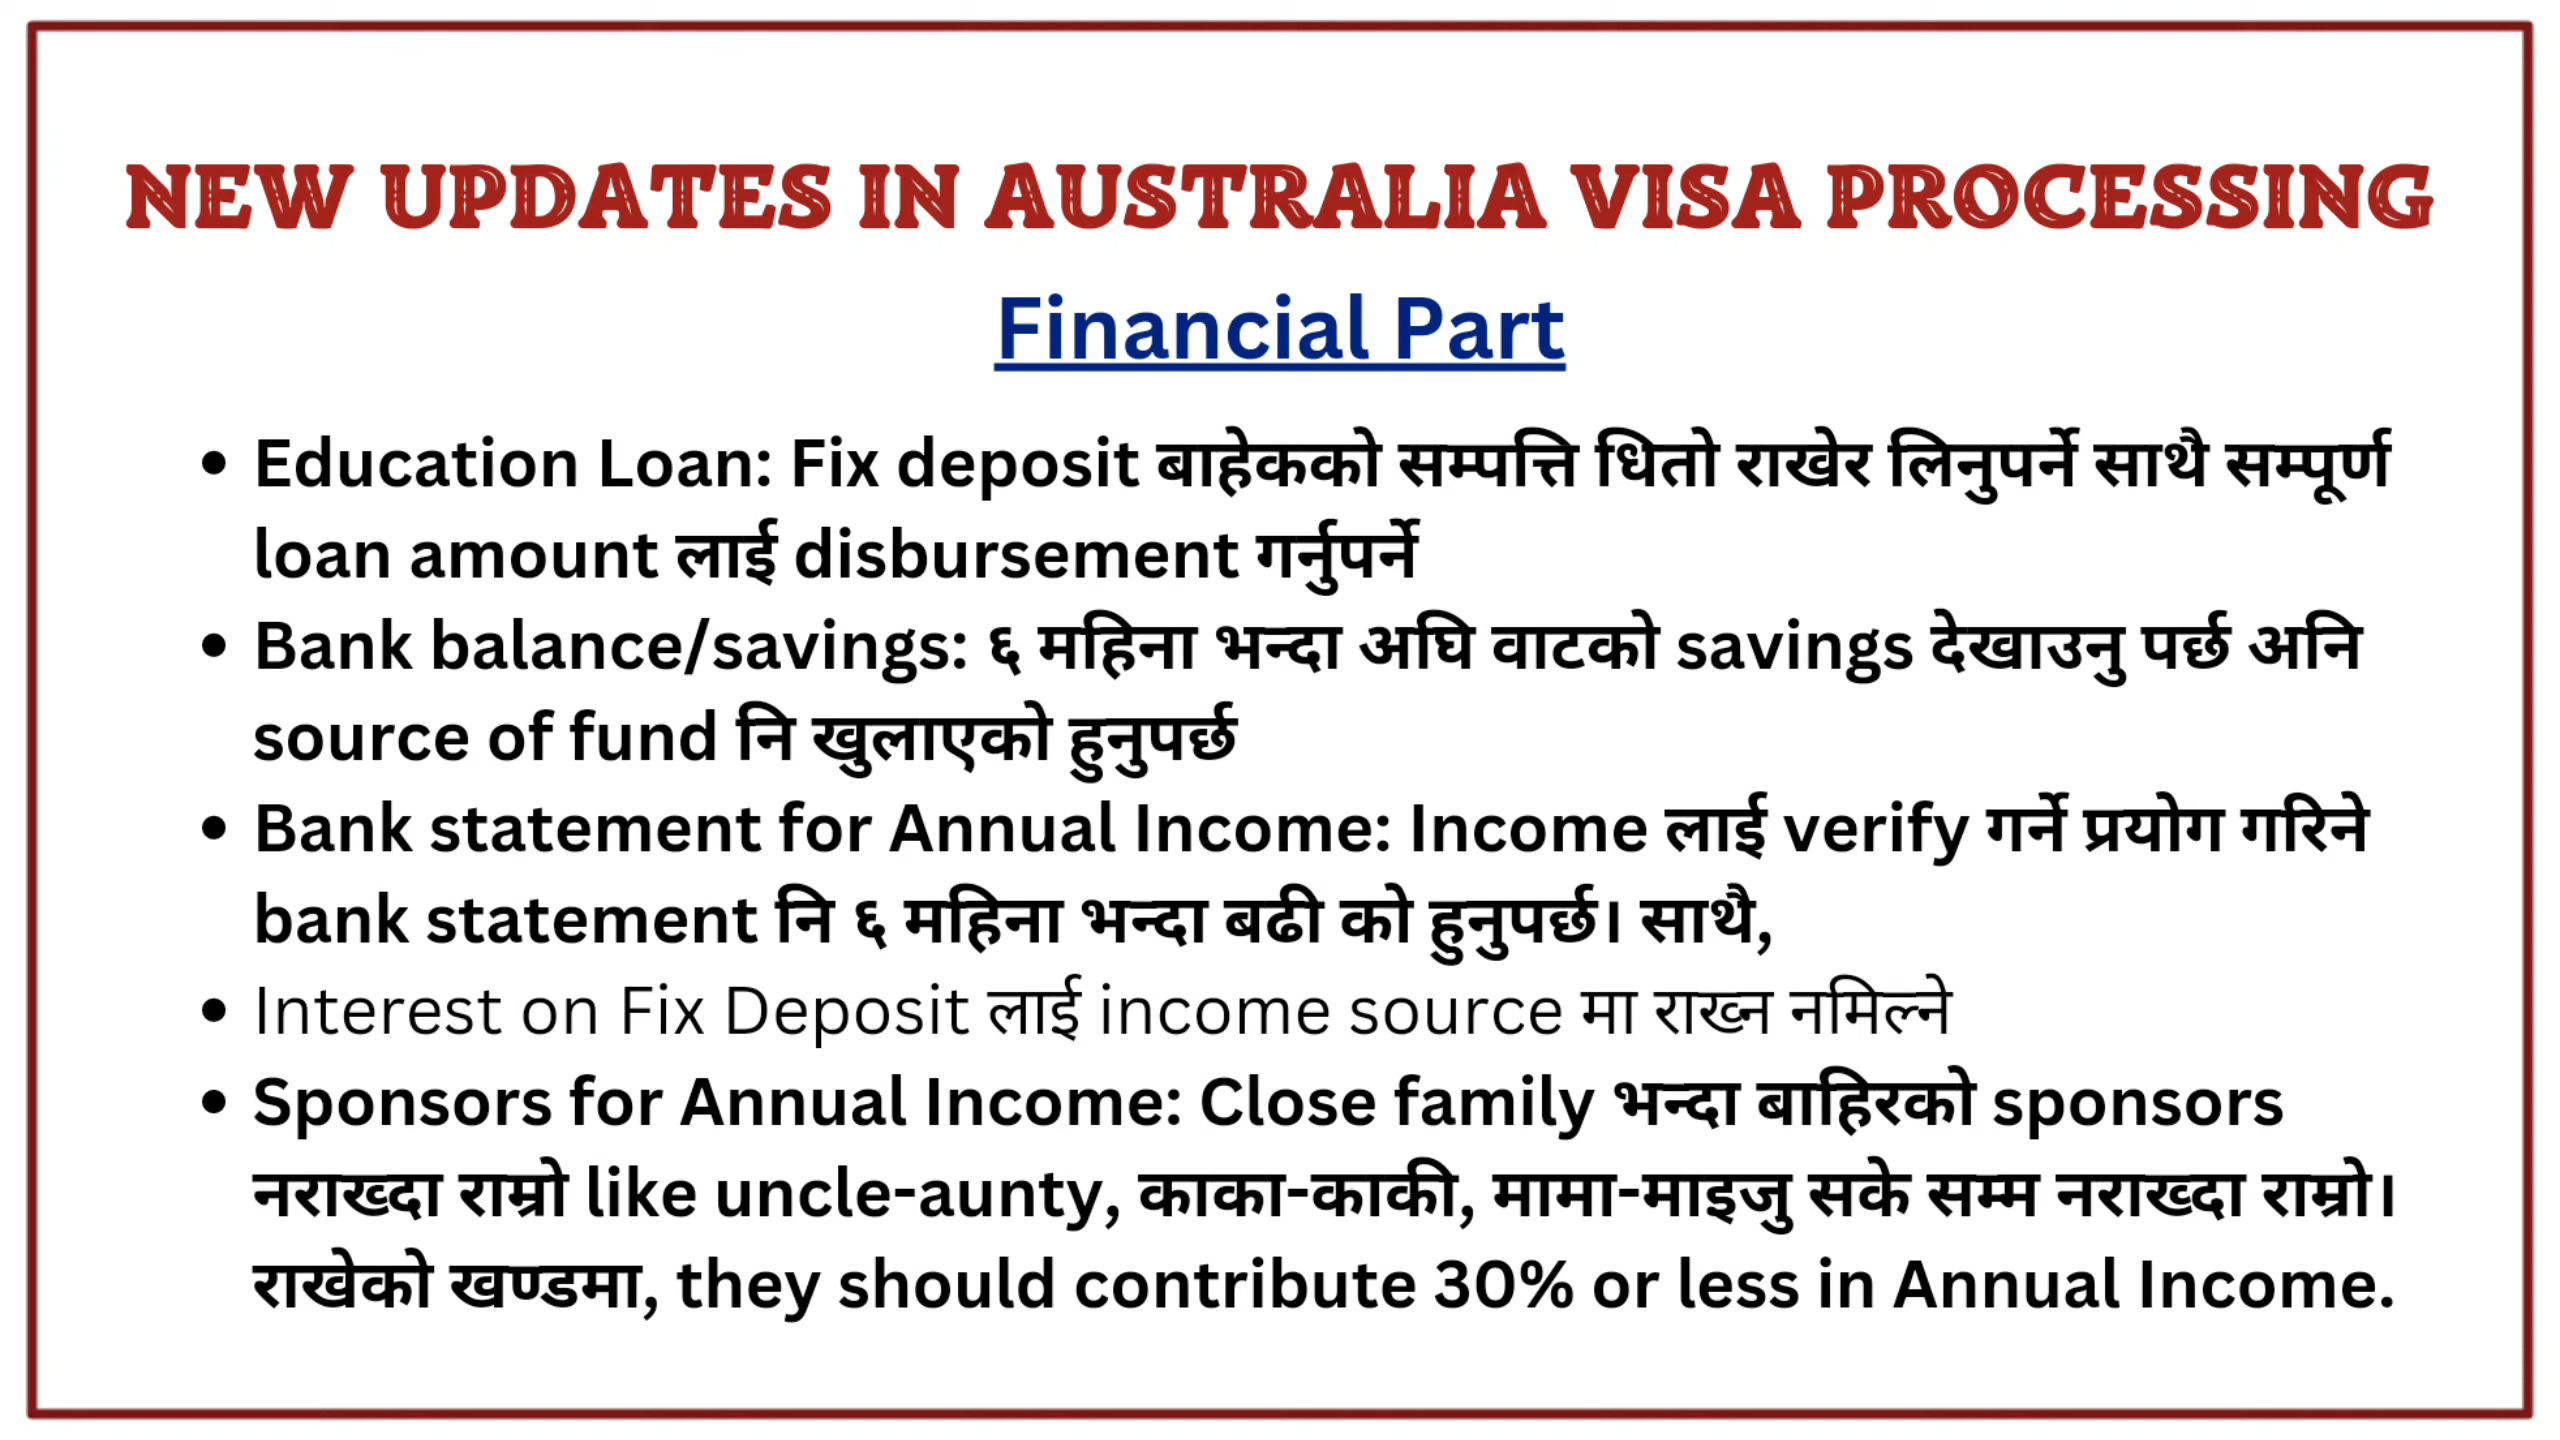 NEW UPDATES IN AUSTRALIA VISA PROCESSING
Financial Part
• Education Loan: Fix deposit बाहेकको सम्पत्ति धितो राखेर लिनुपर्ने साथै सम्पूर्ण
loan amount लाई disbursement गर्नुपर्ने
• Bank balance/savings: ६ महिना भन्दा अघि वाटको savings देखाउनु पर्छ अनि
source of fund नि खुलाएको हुनुपर्छ
• Bank statement for Annual Income: Income लाई verify गर्ने प्रयोग गरिने
bank statement नि ६ महिना भन्दा बढी को हुनुपर्छ। साथै,
• Interest on Fix Deposit लाई income source मा राख्न नमिल्ने
• Sponsors for Annual Income: Close family भन्दा बाहिरको sponsors
नराख्दा राम्रो like uncle-aunty, काका-काकी, मामा-माइजु सके सम्म नराख्दा राम्रो।
राखेको खण्डमा, they should contribute 30% or less in Annual Income.